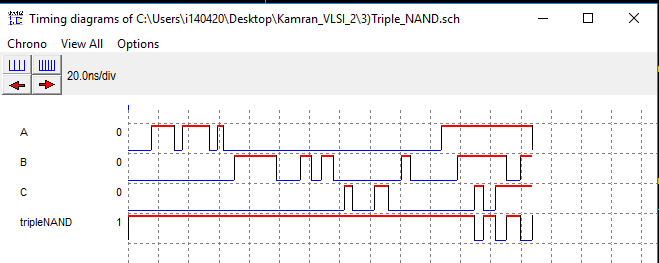 Timing diagrams of C:\Users\i140420\Desktop\Kamran_VLSI_2\3)Triple_NAND.sch
Chrono View All Options
20.0ns/div
A 0
B 0
C 0
tripleNAND 1